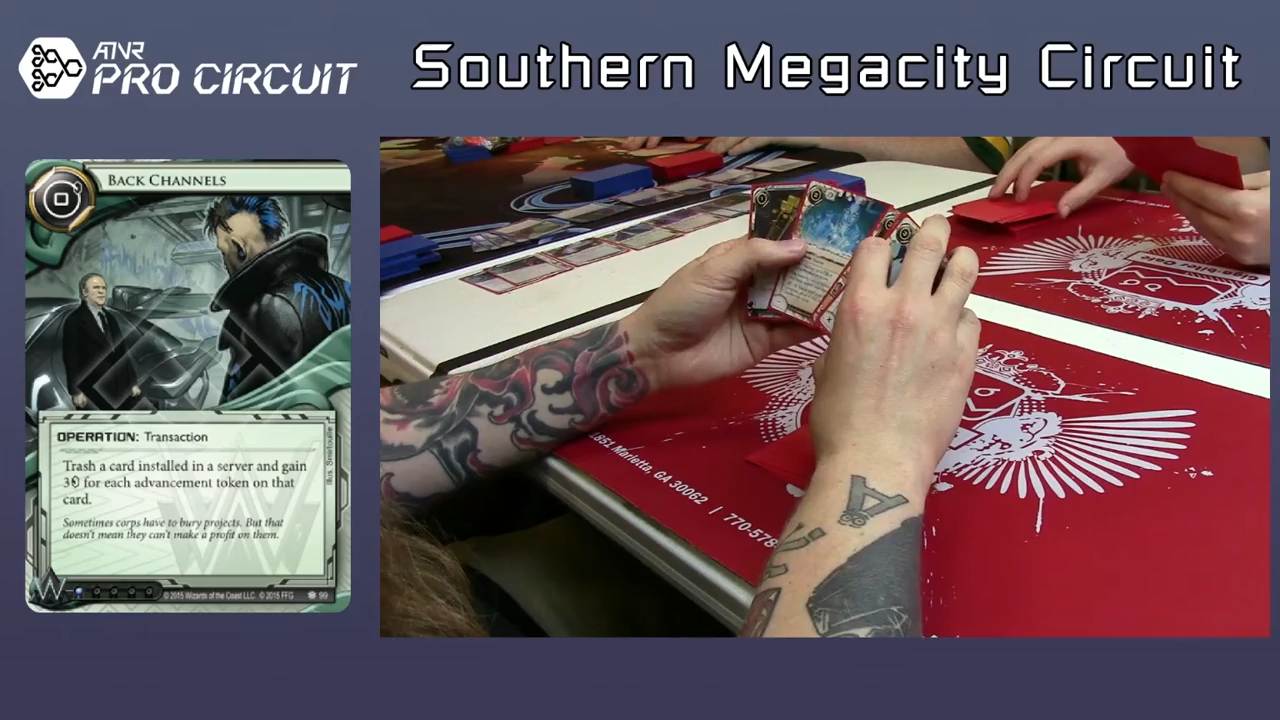 ATNR
PRO CIRCUIT
Southern Megacity Circuit
BACK CHANNELS
OPERATION: Transaction
Trash a card installed in a server and gain
3 for each advancement token on that
card.
Sometimes corps have to bury projects. But that
doesn't mean they can't make a profit on them.
© 2015 Wizards of the Coast LLC. © 2015 FFG
99
1851 Marietta, GA 30062 | 770-578-